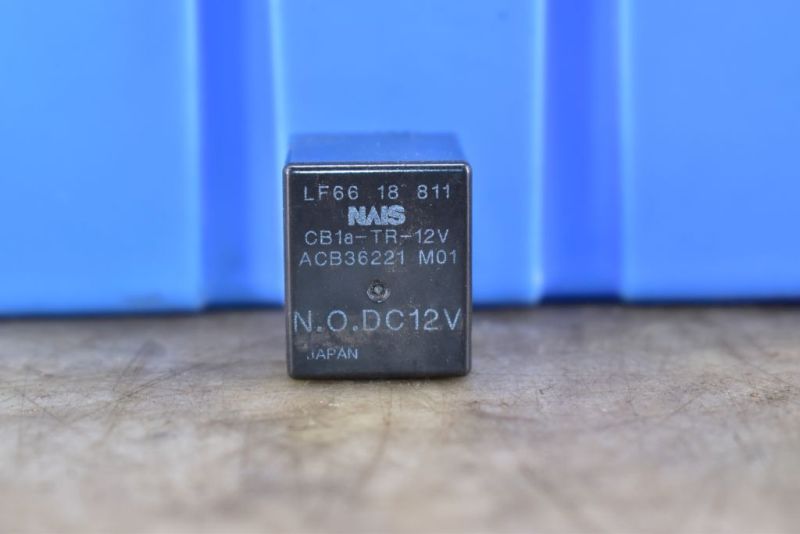 LF66 18 811
NAIS
CB1a-TR-12V
ACB36221 M01
N.O.DC12V
JAPAN